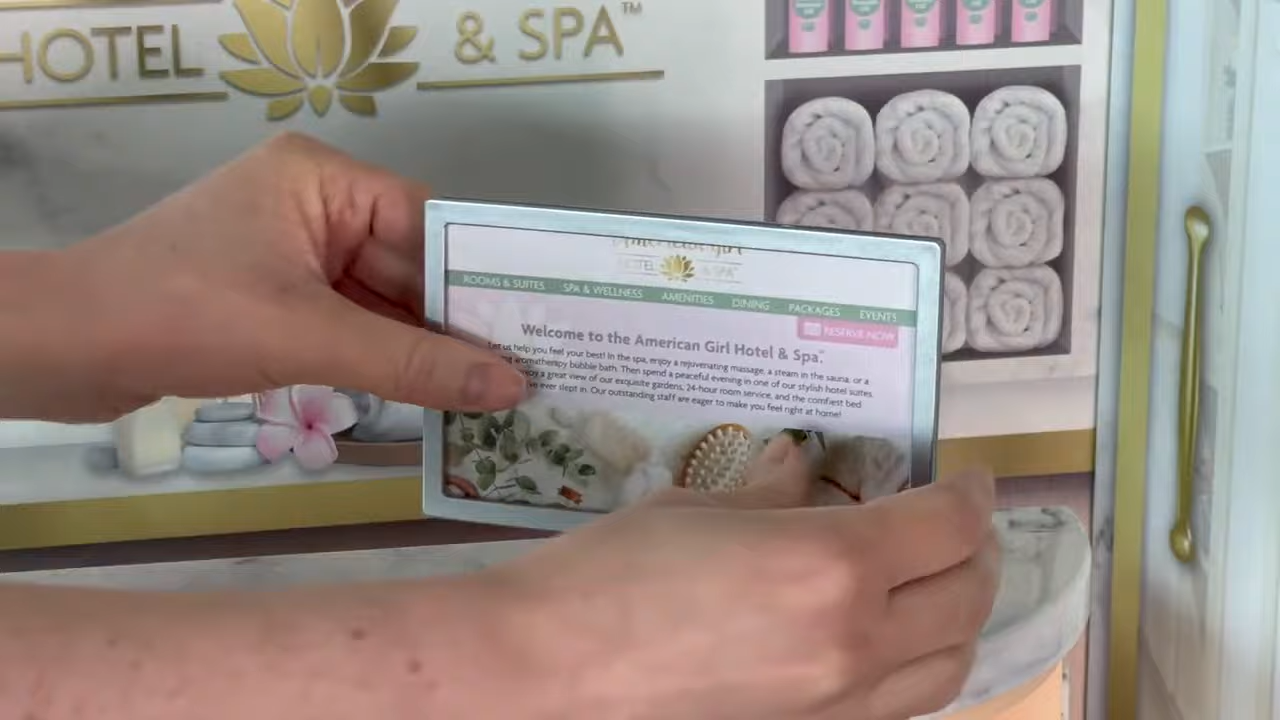 HOTEL & SPA™
American Girl
HOTEL & SPA™
ROOMS & SUITES SPA & WELLNESS AMENITIES DINING PACKAGES EVENTS
RESERVE NOW
Welcome to the American Girl Hotel & Spa™.
Let us help you feel your best! In the spa, enjoy a rejuvenating massage, a steam in the sauna, or a
aromatherapy bubble bath. Then spend a peaceful evening in one of our stylish hotel suites.
enjoy a great view of our exquisite gardens, 24-hour room service, and the comfiest bed
ever slept in. Our outstanding staff are eager to make you feel right at home!